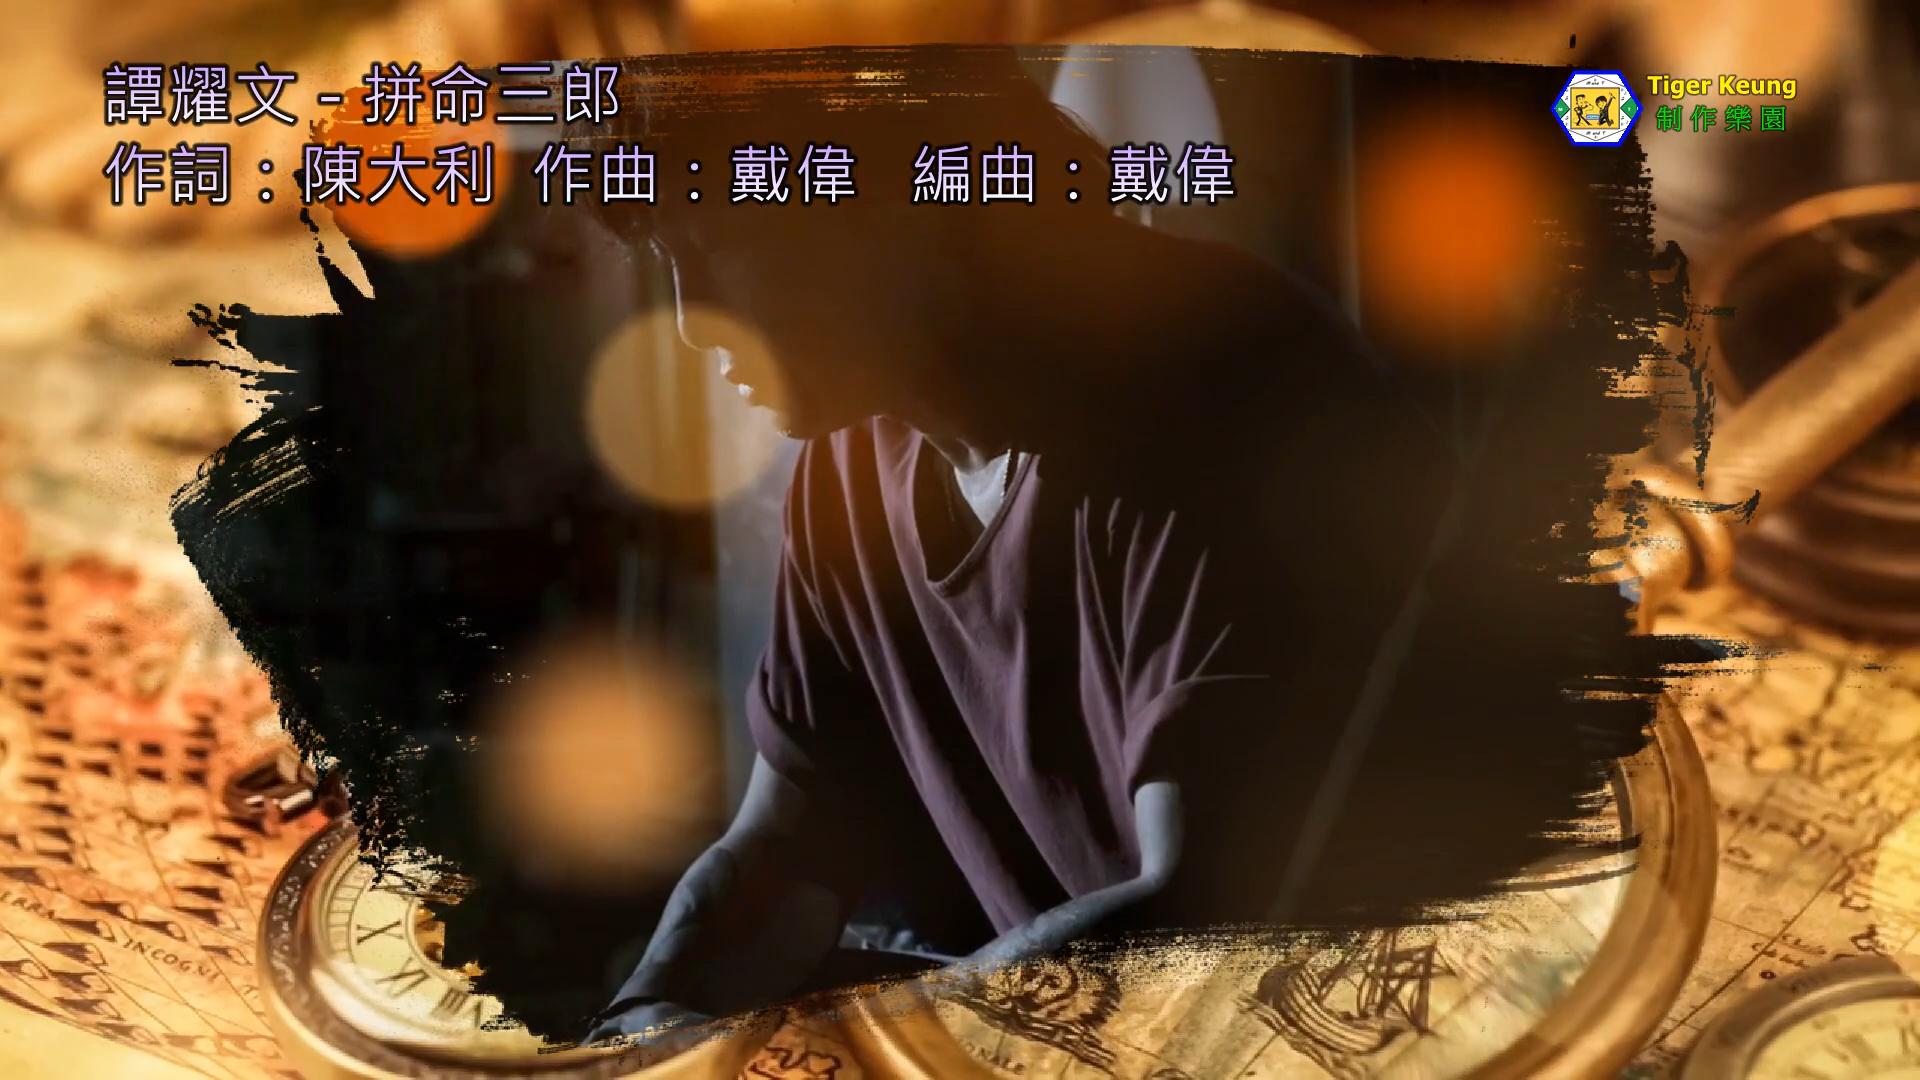 譚耀文 - 拼命三郎
作詞：陳大利 作曲：戴偉 編曲：戴偉
Tiger Keung
制作樂園
INCOGNI
X